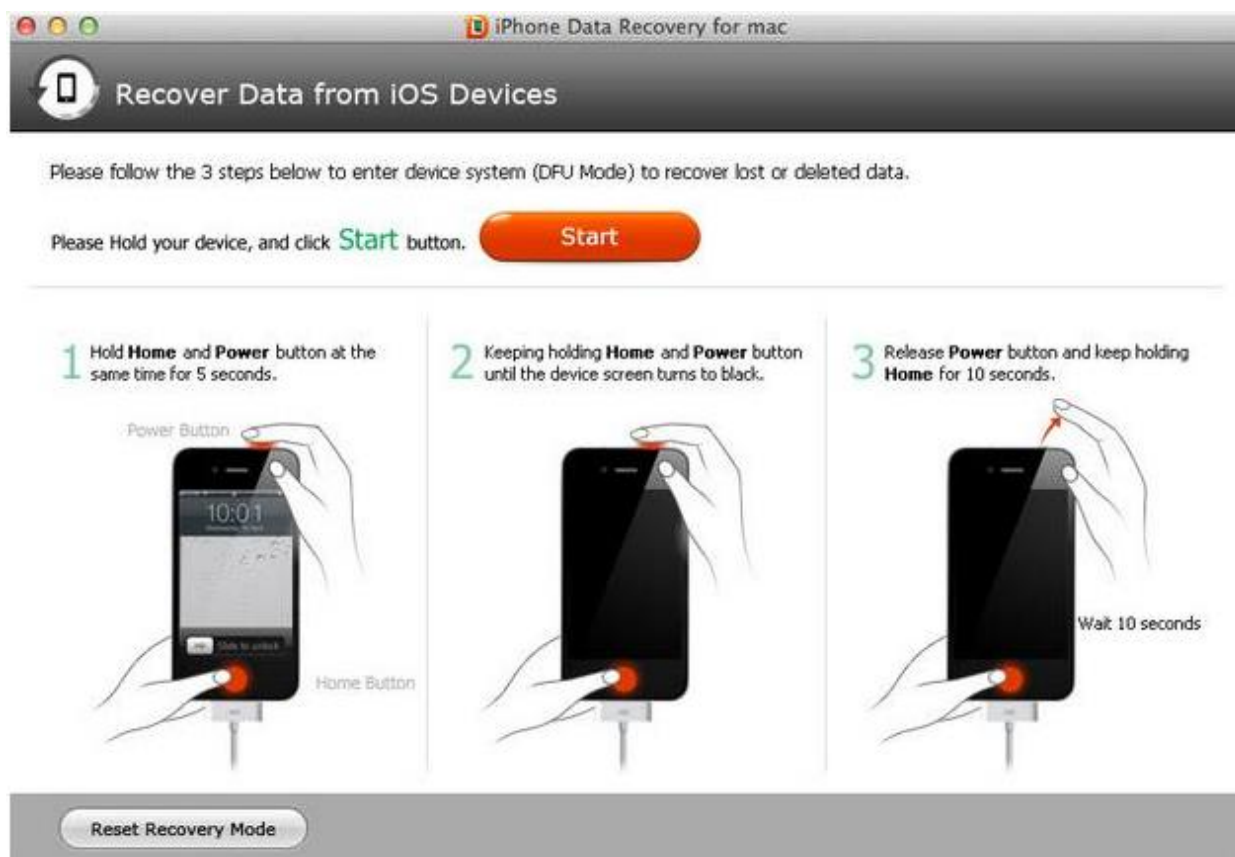 iPhone Data Recovery for mac
Recover Data from iOS Devices
Please follow the 3 steps below to enter device system (DFU Mode) to recover lost or deleted data.
Please Hold your device, and click Start button.
Start
1
Hold Home and Power button at the
same time for 5 seconds.
Power Button
10:01
Slide to unlock
Home Button
2
Keeping holding Home and Power button
until the device screen turns to black.
3
Release Power button and keep holding
Home for 10 seconds.
Wait 10 seconds
Reset Recovery Mode